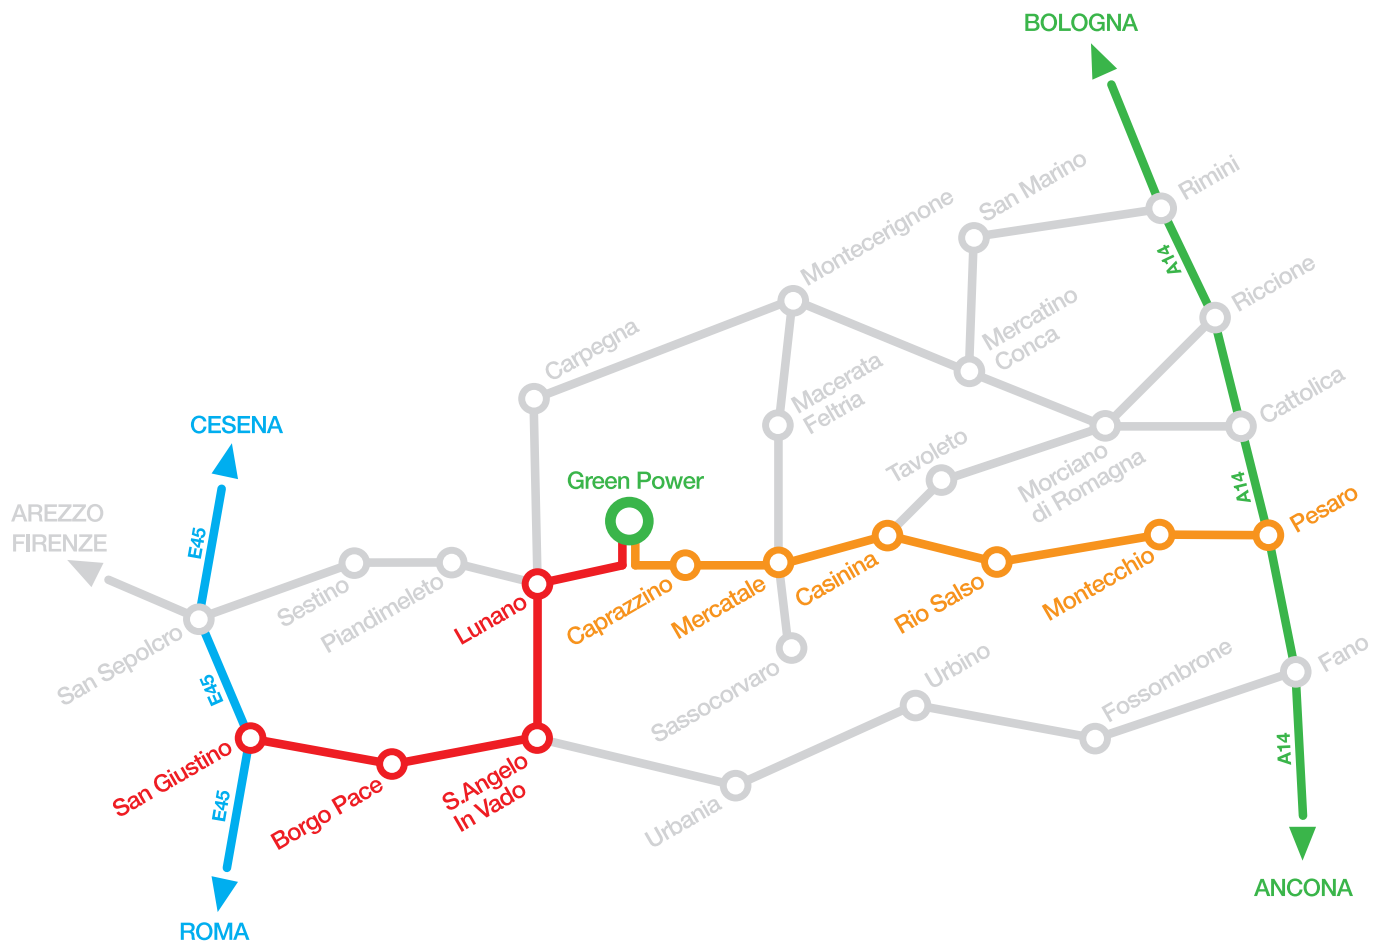 BOLOGNA
San Marino
Rimini
A14
Montecerignone
Riccione
Mercatino
Conca
Carpegna
Macerata
Feltria
Cattolica
CESENA
Tavoleto
Morciano
di Romagna
A14
Green Power
Pesaro
AREZZO
FIRENZE
E45
Sestino
Piandimeleto
Lunano
Caprazzino
Mercatale
Casinina
Rio Salso
Montecchio
San Sepolcro
E45
Sassocorvaro
Urbino
Fossombrone
Fano
A14
San Giustino
E45
Borgo Pace
S.Angelo
In Vado
Urbania
ANCONA
ROMA